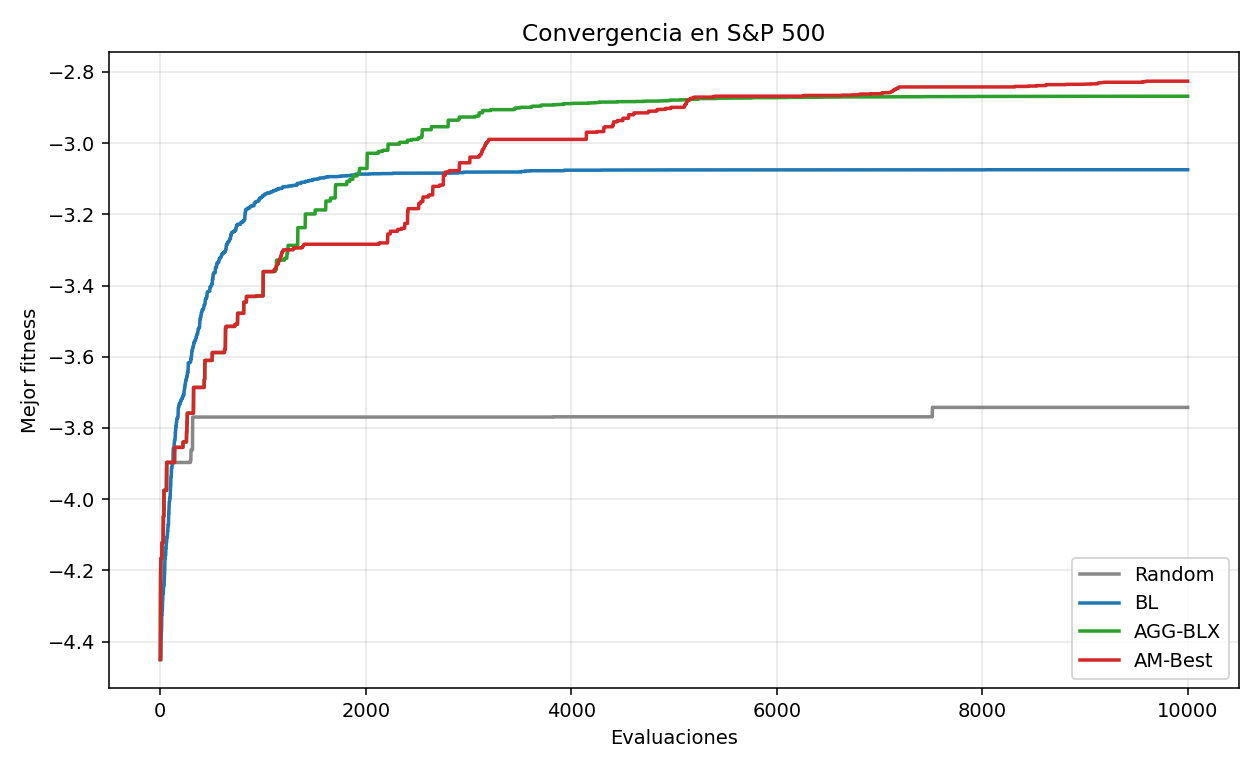 Convergencia en S&P 500
Mejor fitness
−2.8
−3.0
−3.2
−3.4
−3.6
−3.8
−4.0
−4.2
−4.4
0
2000
4000
6000
8000
10000
Evaluaciones
Random
BL
AGG-BLX
AM-Best